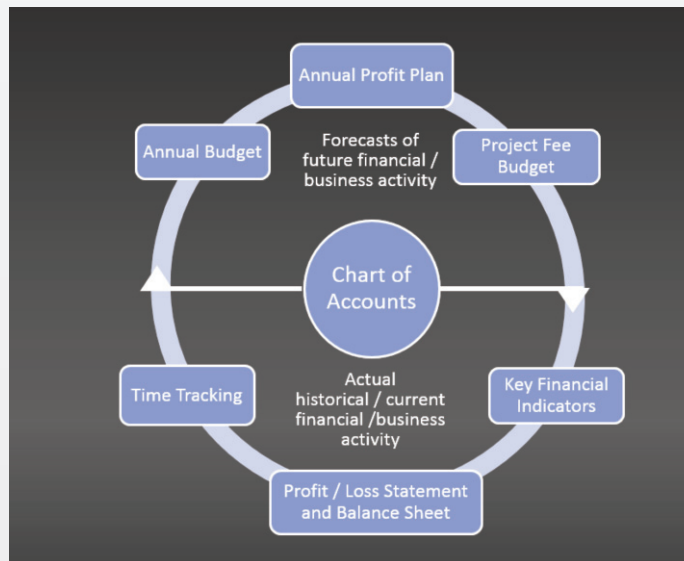 Annual Profit Plan
Annual Budget
Forecasts of
future financial /
business activity
Project Fee
Budget
Chart of
Accounts
Time Tracking
Actual
historical / current
financial /business
activity
Key Financial
Indicators
Profit / Loss Statement
and Balance Sheet